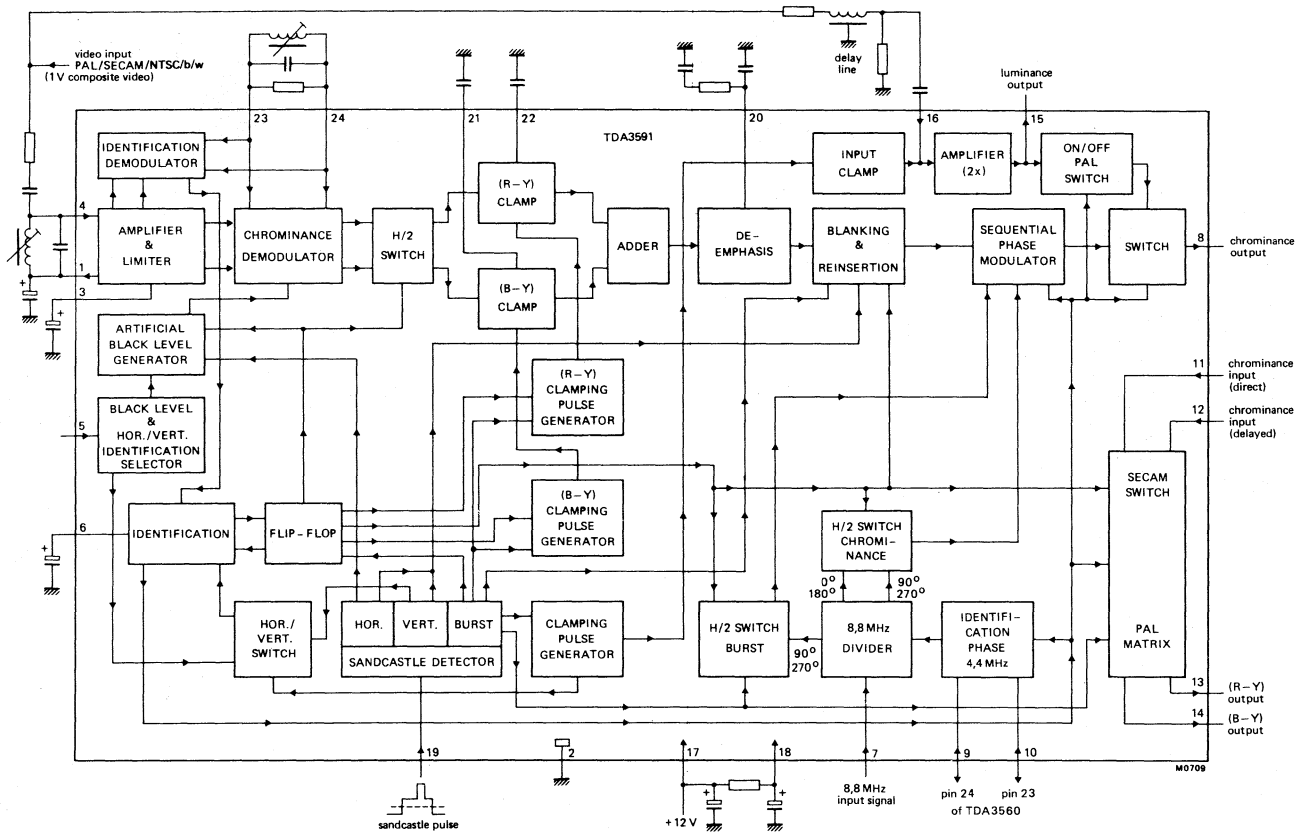 video input
PAL/SECAM/NTSC/b/w
(1 V composite video)
delay
line
luminance
output
23
24
21
22
20
16
15
TDA3591
IDENTIFICATION
DEMODULATOR
(R–Y)
CLAMP
INPUT
CLAMP
AMPLIFIER
(2x)
ON/OFF
PAL
SWITCH
4
AMPLIFIER
&
LIMITER
CHROMINANCE
DEMODULATOR
H/2
SWITCH
ADDER
DE-
EMPHASIS
BLANKING
&
REINSERTION
SEQUENTIAL
PHASE
MODULATOR
SWITCH
8
chrominance
output
1
+
3
+
(B–Y)
CLAMP
ARTIFICIAL
BLACK LEVEL
GENERATOR
(R–Y)
CLAMPING
PULSE
GENERATOR
11
chrominance
input
(direct)
5
BLACK LEVEL
&
HOR./VERT.
IDENTIFICATION
SELECTOR
12
chrominance
input
(delayed)
6
+
IDENTIFICATION
FLIP-FLOP
(B–Y)
CLAMPING
PULSE
GENERATOR
H/2 SWITCH
CHROMI-
NANCE
SECAM
SWITCH
PAL
MATRIX
0°
180°
90°
270°
HOR./
VERT.
SWITCH
HOR.
VERT.
BURST
SANDCASTLE DETECTOR
CLAMPING
PULSE
GENERATOR
H/2 SWITCH
BURST
90°
270°
8,8 MHz
DIVIDER
IDENTIFI-
CATION
PHASE
4,4 MHz
13
(R–Y)
output
14
(B–Y)
output
19
2
17
18
7
9
10
M0709
sandcastle pulse
+12 V
+
+
8,8 MHz
input signal
pin 24
pin 23
of TDA3560